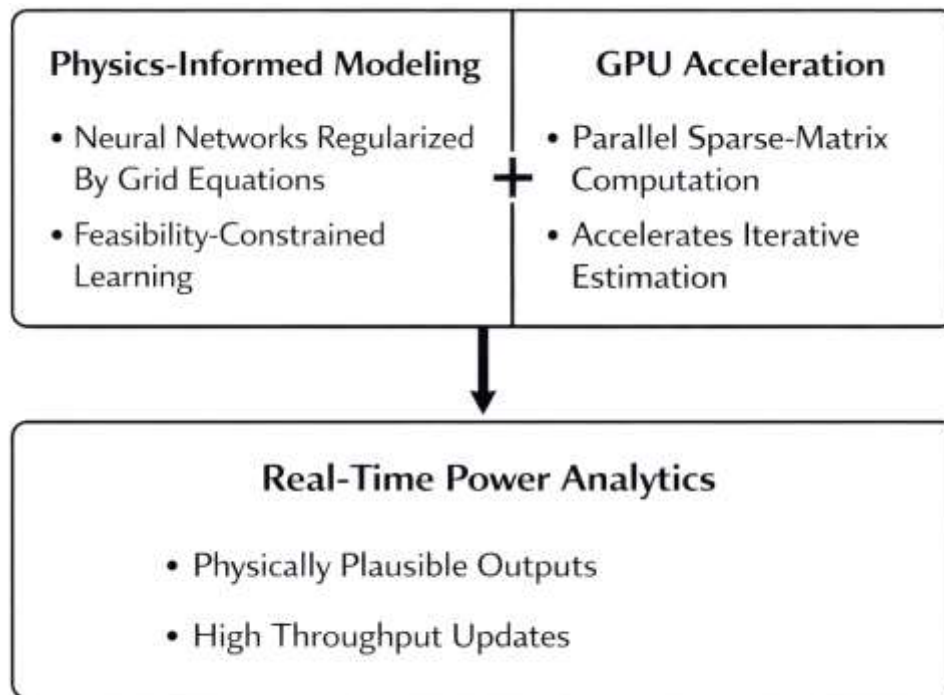 Physics-Informed Modeling
• Neural Networks Regularized
By Grid Equations
• Feasibility-Constrained
Learning
+
GPU Acceleration
• Parallel Sparse-Matrix
Computation
• Accelerates Iterative
Estimation
Real-Time Power Analytics
• Physically Plausible Outputs
• High Throughput Updates